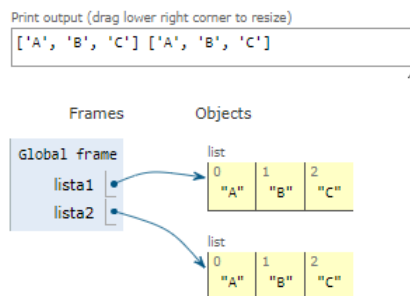 Print output (drag lower right corner to resize)
['A', 'B', 'C'] ['A', 'B', 'C']
Frames Objects
Global frame
lista1
lista2
list
0 1 2
"A" "B" "C"
list
0 1 2
"A" "B" "C"